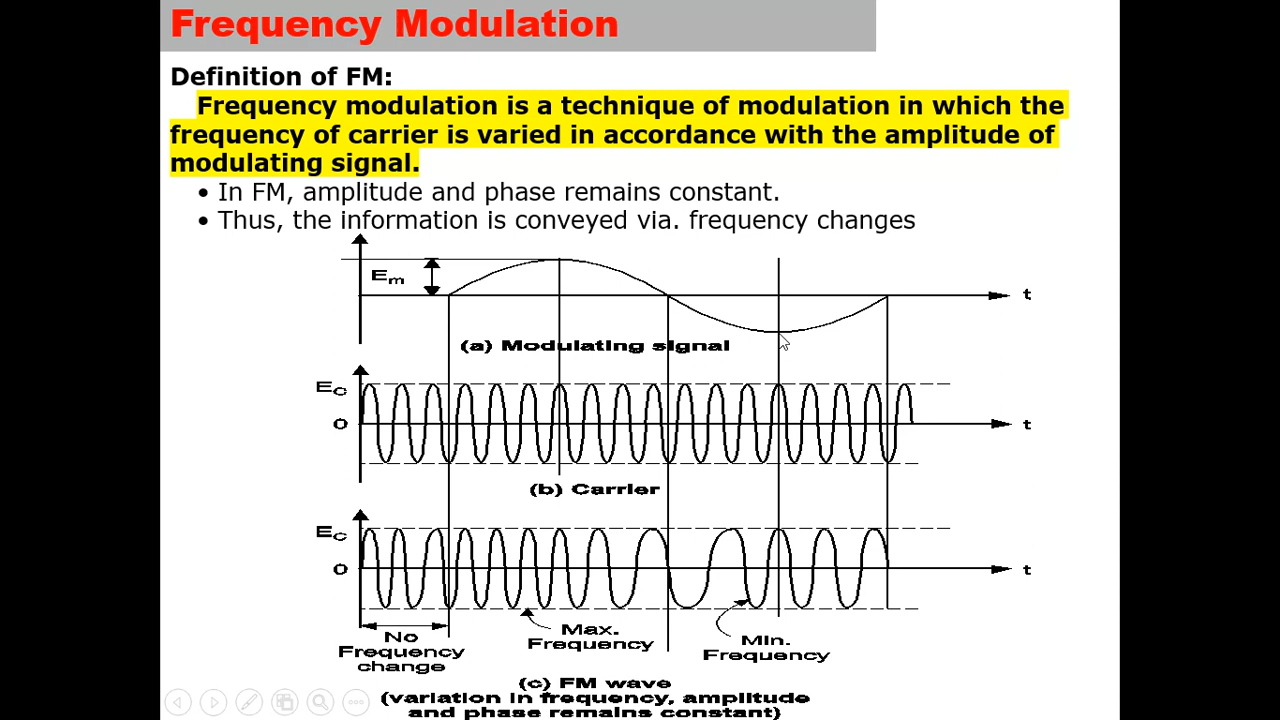 Frequency Modulation
Definition of FM:
Frequency modulation is a technique of modulation in which the
frequency of carrier is varied in accordance with the amplitude of
modulating signal.
• In FM, amplitude and phase remains constant.
• Thus, the information is conveyed via. frequency changes
Em
t
(a) Modulating signal
Ec
0
t
(b) Carrier
Ec
0
t
No
Frequency
change
Max.
Frequency
Min.
Frequency
(c) FM wave
(variation in frequency, amplitude
and phase remains constant)